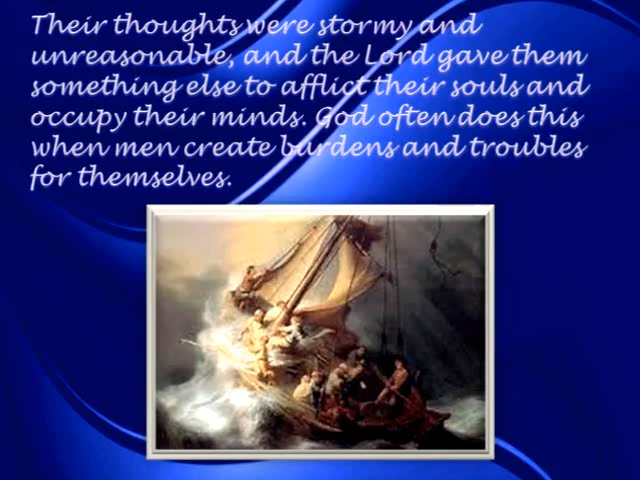 Their thoughts were stormy and
unreasonable, and the Lord gave them
something else to afflict their souls and
occupy their minds. God often does this
when men create burdens and troubles
for themselves.